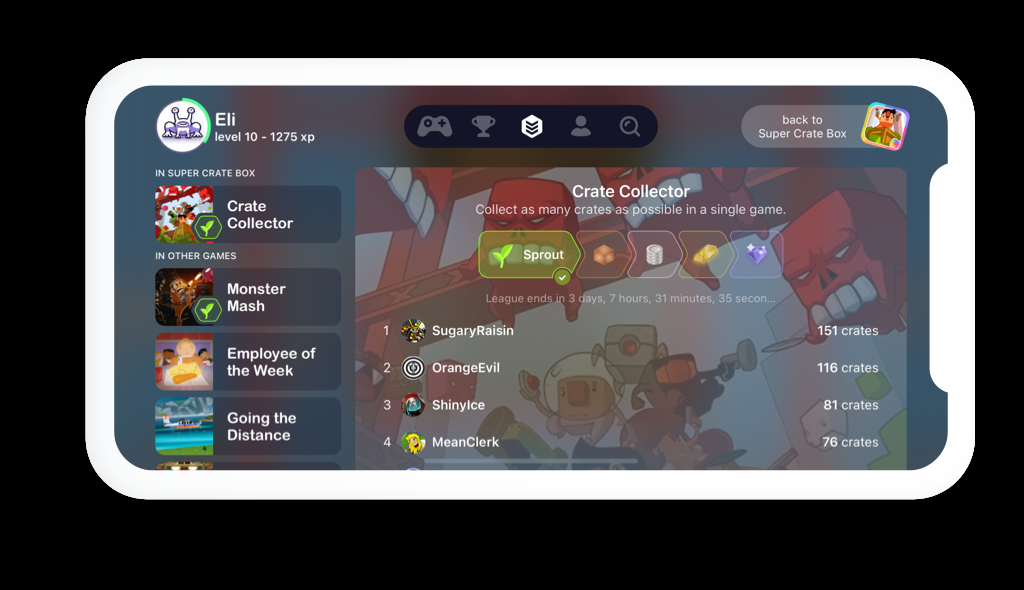 Eli
level 10 - 1275 xp
back to
Super Crate Box
IN SUPER CRATE BOX
Crate
Collector
IN OTHER GAMES
Monster
Mash
Employee of
the Week
Going the
Distance
Crate Collector
Collect as many crates as possible in a single game.
Sprout
League ends in 3 days, 7 hours, 31 minutes, 35 secon...
1 SugaryRaisin 151 crates
2 OrangeEvil 116 crates
3 ShinyIce 81 crates
4 MeanClerk 76 crates